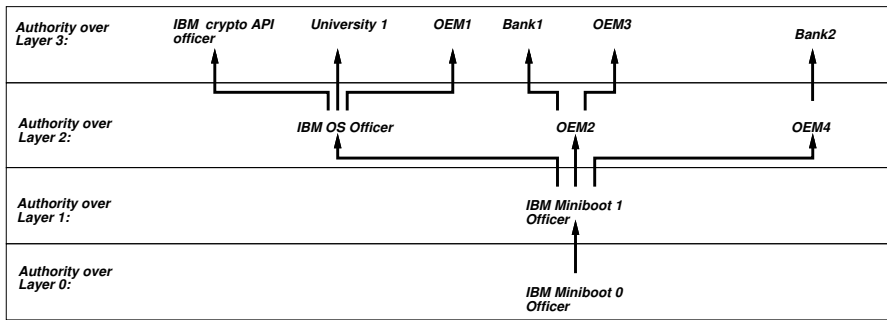 Authority over
Layer 3:
IBM crypto API
officer
University 1
OEM1
Bank1
OEM3
Bank2
Authority over
Layer 2:
IBM OS Officer
OEM2
OEM4
Authority over
Layer 1:
IBM Miniboot 1
Officer
Authority over
Layer 0:
IBM Miniboot 0
Officer